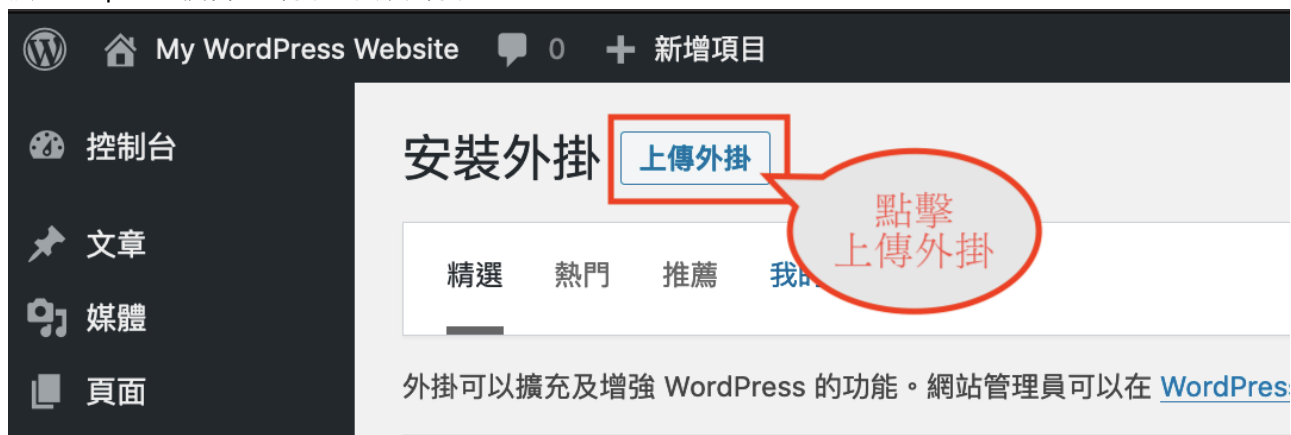 My WordPress Website 0 新增項目
控制台
安裝外掛 上傳外掛
點擊
上傳外掛
文章
精選 熱門 推薦
媒體
外掛可以擴充及增強 WordPress 的功能。網站管理員可以在 WordPress
頁面